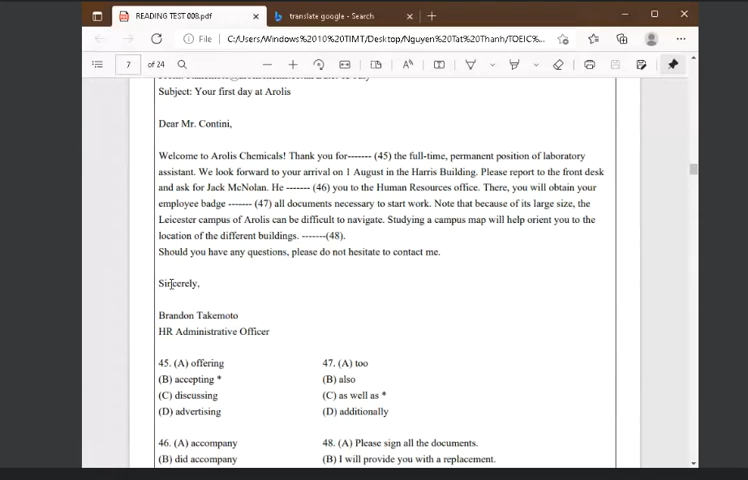 READING TEST 008.pdf
translate google - Search
File
C:/Users/Windows%2010%20TIMT/Desktop/Nguyen%20Tat%20Thanh/TOEIC%...
7 of 24
Subject: Your first day at Arolis
Dear Mr. Contini,
Welcome to Arolis Chemicals! Thank you for------- (45) the full-time, permanent position of laboratory
assistant. We look forward to your arrival on 1 August in the Harris Building. Please report to the front desk
and ask for Jack McNolan. He ------- (46) you to the Human Resources office. There, you will obtain your
employee badge ------- (47) all documents necessary to start work. Note that because of its large size, the
Leicester campus of Arolis can be difficult to navigate. Studying a campus map will help orient you to the
location of the different buildings. -------(48).
Should you have any questions, please do not hesitate to contact me.
Sincerely,
Brandon Takemoto
HR Administrative Officer
45. (A) offering
(B) accepting *
(C) discussing
(D) advertising
47. (A) too
(B) also
(C) as well as *
(D) additionally
46. (A) accompany
(B) did accompany
48. (A) Please sign all the documents.
(B) I will provide you with a replacement.